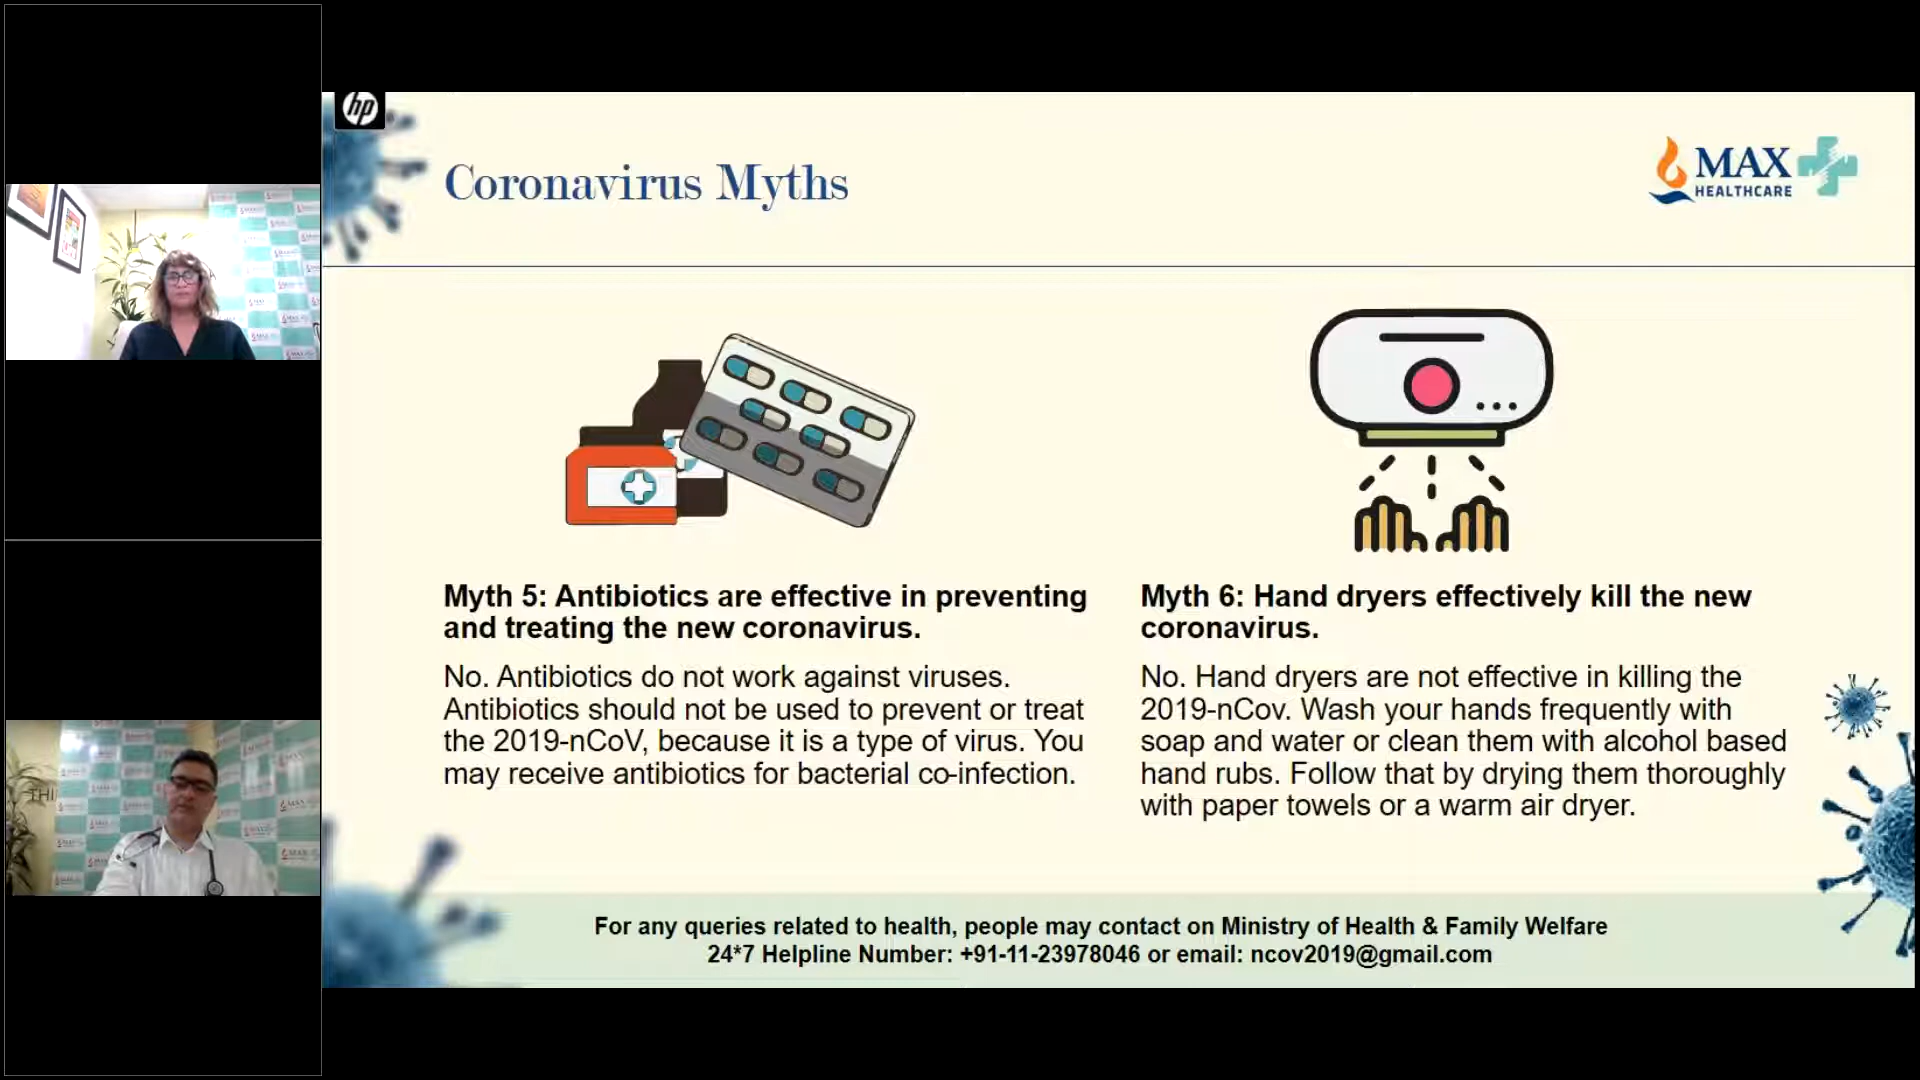 hp
Coronavirus Myths
MAX
HEALTHCARE
Myth 5: Antibiotics are effective in preventing
and treating the new coronavirus.
No. Antibiotics do not work against viruses.
Antibiotics should not be used to prevent or treat
the 2019-nCoV, because it is a type of virus. You
may receive antibiotics for bacterial co-infection.
Myth 6: Hand dryers effectively kill the new
coronavirus.
No. Hand dryers are not effective in killing the
2019-nCov. Wash your hands frequently with
soap and water or clean them with alcohol based
hand rubs. Follow that by drying them thoroughly
with paper towels or a warm air dryer.
For any queries related to health, people may contact on Ministry of Health & Family Welfare
24*7 Helpline Number: +91-11-23978046 or email: ncov2019@gmail.com